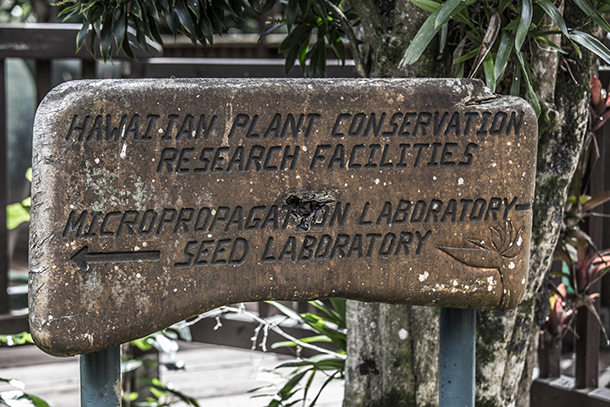 HAWAIIAN PLANT CONSERVATION
RESEARCH FACILITIES
MICROPROPAGATION LABORATORY-
SEED LABORATORY